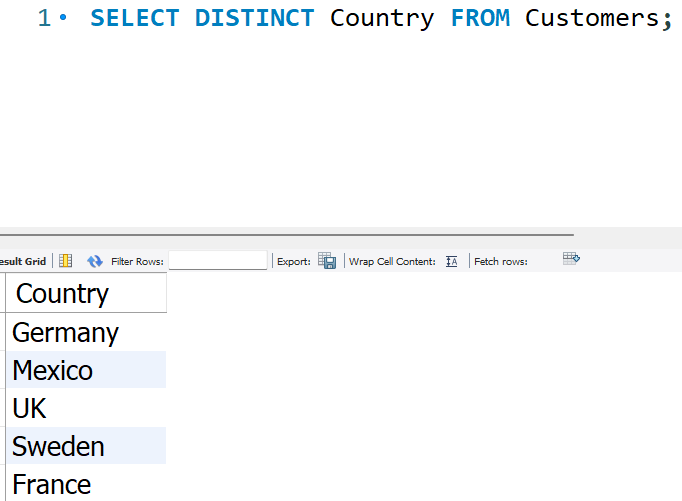 1 SELECT DISTINCT Country FROM Customers;
esult Grid Filter Rows: Export: Wrap Cell Content: Fetch rows:
Country
Germany
Mexico
UK
Sweden
France